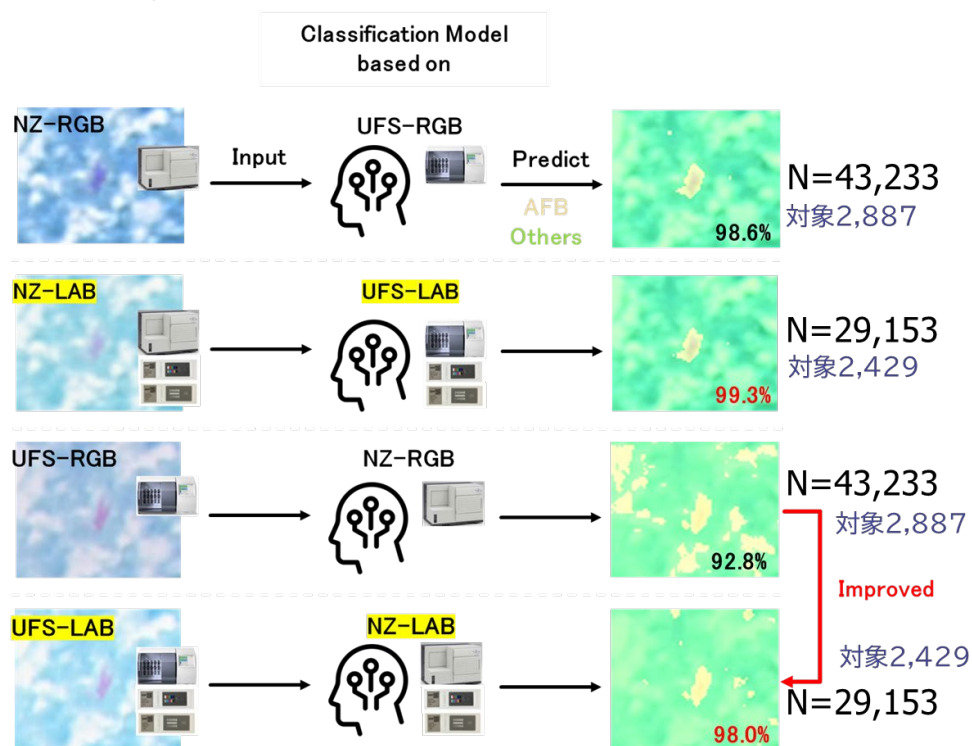 Classification Model
based on
NZ-RGB
Input
UFS-RGB
Predict
AFB
Others
98.6%
N=43,233
対象2,887
NZ-LAB
UFS-LAB
99.3%
N=29,153
対象2,429
UFS-RGB
NZ-RGB
92.8%
N=43,233
対象2,887
Improved
UFS-LAB
NZ-LAB
98.0%
対象2,429
N=29,153